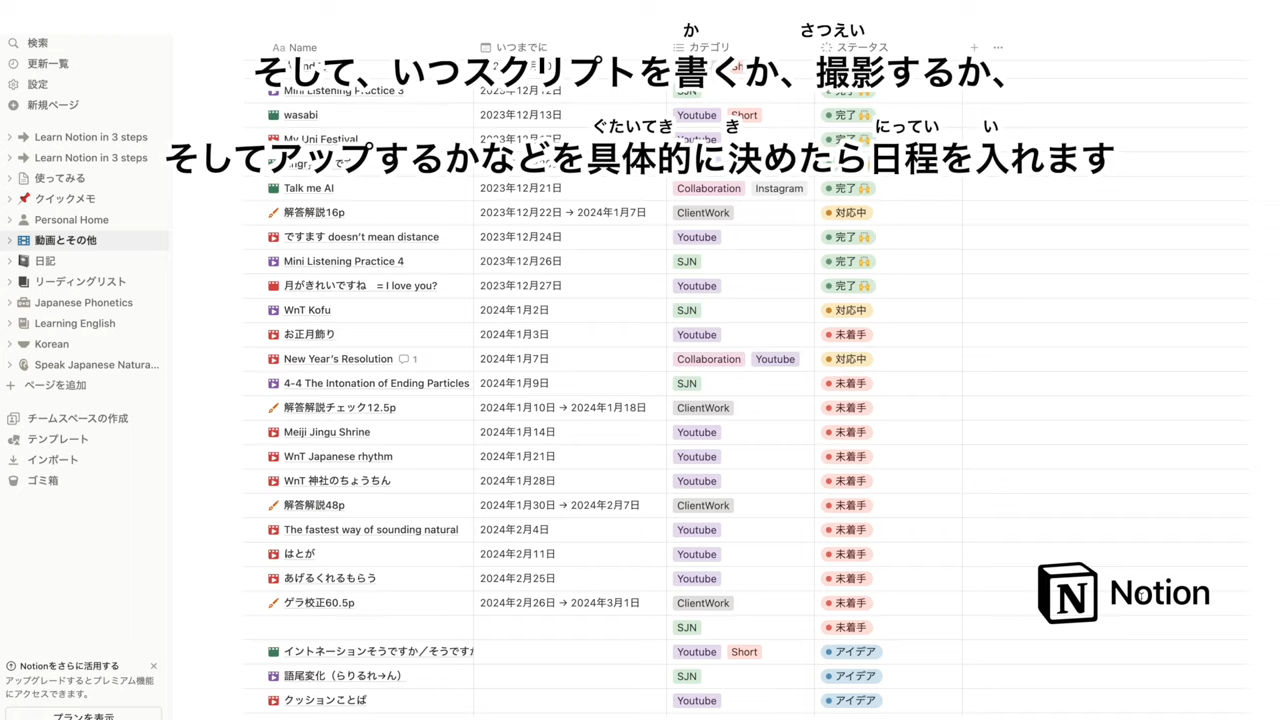 か さつえい
そして、いつスクリプトを書くか、撮影するか、
ぐたいてき き にってい い
そしてアップするかなどを具体的に決めたら日程を入れます
検索
更新一覧
設定
新規ページ
Learn Notion in 3 steps
Learn Notion in 3 steps
使ってみる
クイックメモ
Personal Home
動画とその他
日記
リーディングリスト
Japanese Phonetics
Learning English
Korean
Speak Japanese Natura...
ページを追加
チームスペースの作成
テンプレート
インポート
ゴミ箱
Notionをさらに活用する
アップグレードするとプレミアム機能
にアクセスできます。
プランを表示
Aa Name いつまでに カテゴリ ステータス
Mini Listening Practice 3 2023年12月12日 SJN 完了
wasabi 2023年12月13日 Youtube Short 完了
My Uni Festival Youtube 完了
Talk me AI 2023年12月21日 Collaboration Instagram 完了
解答解説16p 2023年12月22日 → 2024年1月7日 ClientWork 対応中
ですます doesn't mean distance 2023年12月24日 Youtube 完了
Mini Listening Practice 4 2023年12月26日 SJN 完了
月がきれいですね = I love you? 2023年12月27日 Youtube 完了
WnT Kofu 2024年1月2日 SJN 対応中
お正月飾り 2024年1月3日 Youtube 未着手
New Year's Resolution 1 2024年1月7日 Collaboration Youtube 対応中
4-4 The Intonation of Ending Particles 2024年1月9日 SJN 未着手
解答解説チェック12.5p 2024年1月10日 → 2024年1月18日 ClientWork 未着手
Meiji Jingu Shrine 2024年1月14日 Youtube 未着手
WnT Japanese rhythm 2024年1月21日 Youtube 未着手
WnT 神社のちょうちん 2024年1月28日 Youtube 未着手
解答解説48p 2024年1月30日 → 2024年2月7日 ClientWork 未着手
The fastest way of sounding natural 2024年2月4日 Youtube 未着手
はとが 2024年2月11日 Youtube 未着手
あげるくれるもらう 2024年2月25日 Youtube 未着手
ゲラ校正60.5p 2024年2月26日 → 2024年3月1日 ClientWork 未着手
SJN 未着手
イントネーションそうですか／そうですか Youtube Short アイデア
語尾変化（らりるれ→ん） SJN アイデア
クッションことば Youtube アイデア
Notion